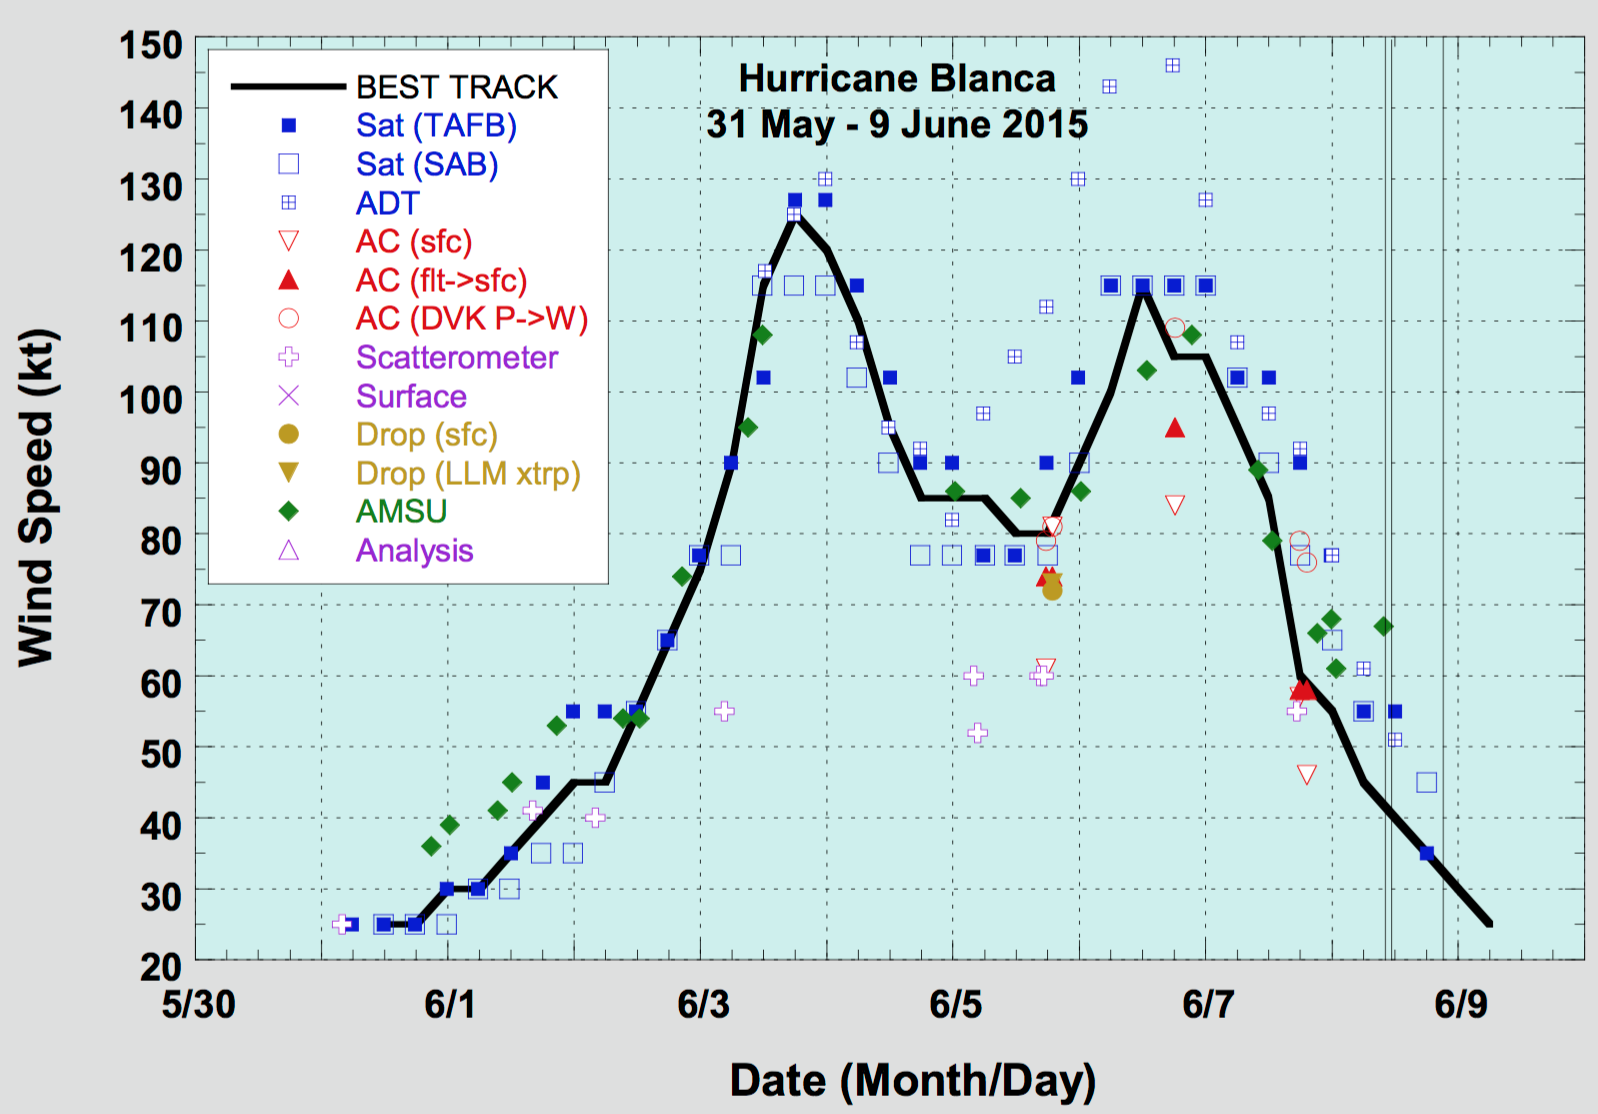 Hurricane Blanca
31 May - 9 June 2015
BEST TRACK
Sat (TAFB)
Sat (SAB)
ADT
AC (sfc)
AC (flt->sfc)
AC (DVK P->W)
Scatterometer
Surface
Drop (sfc)
Drop (LLM xtrp)
AMSU
Analysis
Wind Speed (kt)
150
140
130
120
110
100
90
80
70
60
50
40
30
20
5/30 6/1 6/3 6/5 6/7 6/9
Date (Month/Day)